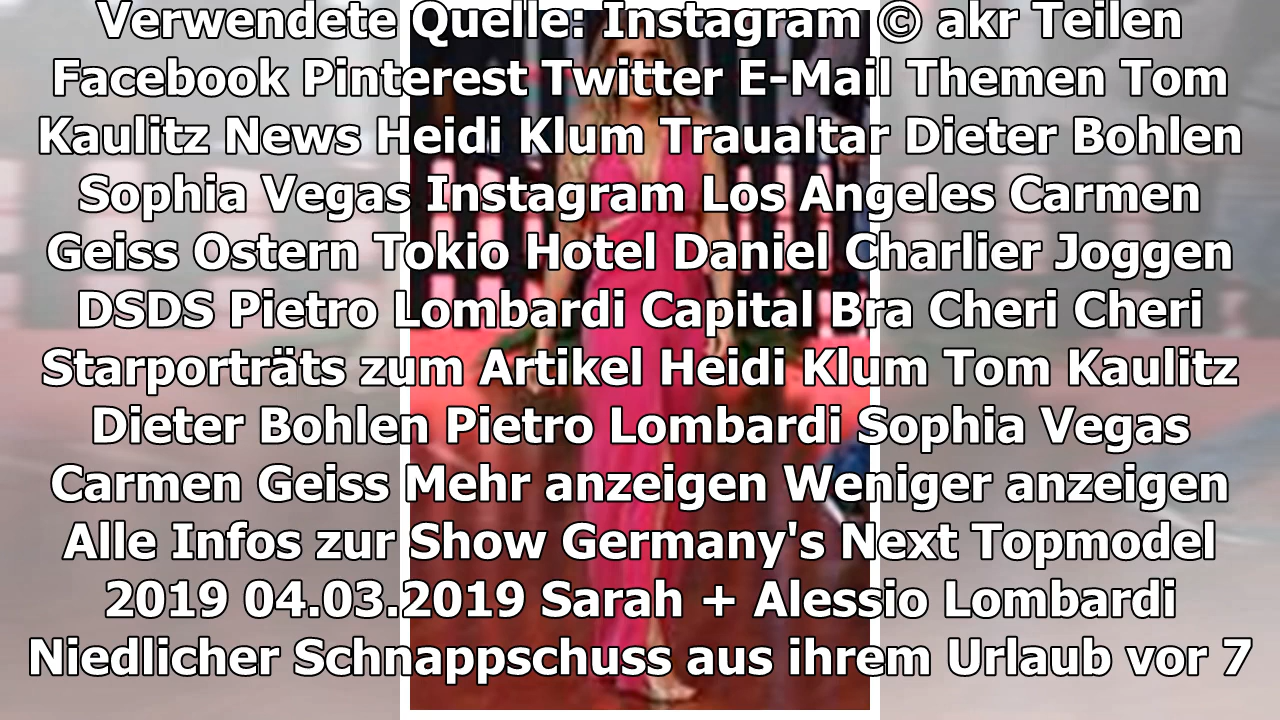 Verwendete Quelle: Instagram © akr Teilen
Facebook Pinterest Twitter E-Mail Themen Tom
Kaulitz News Heidi Klum Traualtar Dieter Bohlen
Sophia Vegas Instagram Los Angeles Carmen
Geiss Ostern Tokio Hotel Daniel Charlier Joggen
DSDS Pietro Lombardi Capital Bra Cheri Cheri
Starporträts zum Artikel Heidi Klum Tom Kaulitz
Dieter Bohlen Pietro Lombardi Sophia Vegas
Carmen Geiss Mehr anzeigen Weniger anzeigen
Alle Infos zur Show Germany's Next Topmodel
2019 04.03.2019 Sarah + Alessio Lombardi
Niedlicher Schnappschuss aus ihrem Urlaub vor 7